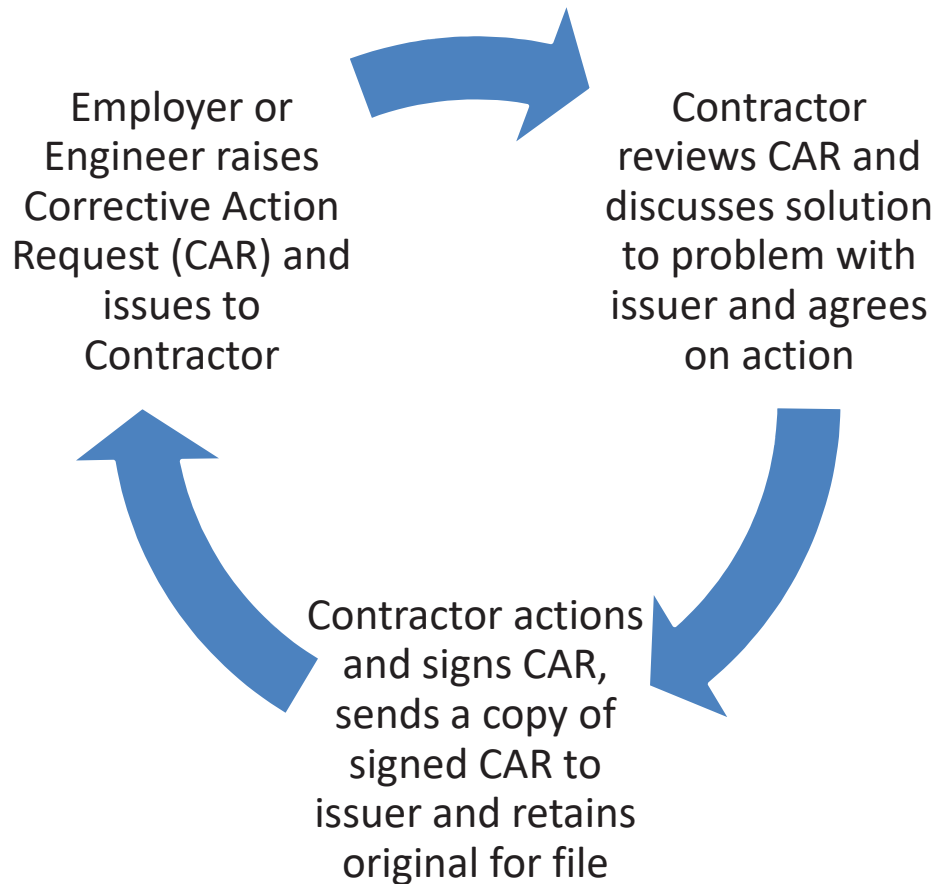 Employer or
Engineer raises
Corrective Action
Request (CAR) and
issues to
Contractor
Contractor
reviews CAR and
discusses solution
to problem with
issuer and agrees
on action
Contractor actions
and signs CAR,
sends a copy of
signed CAR to
issuer and retains
original for file